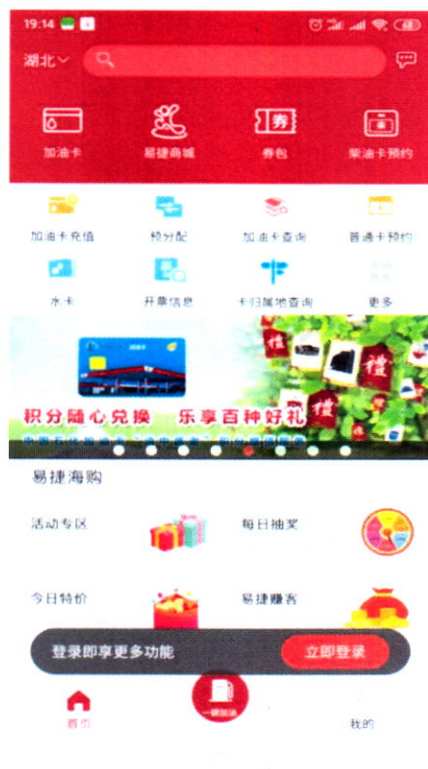 19:14
68
湖北
加油卡 易捷商城 券包 柴油卡预约
券
加油卡充值 预分配 加油卡查询 普通卡预约
水卡 开票信息 卡归属地查询 更多
禮 禮 禮
积分随心兑换 乐享百种好礼
易捷海购
活动专区 每日抽奖
今日特价 易捷赚客
登录即享更多功能 立即登录
一键加油
首页 我的